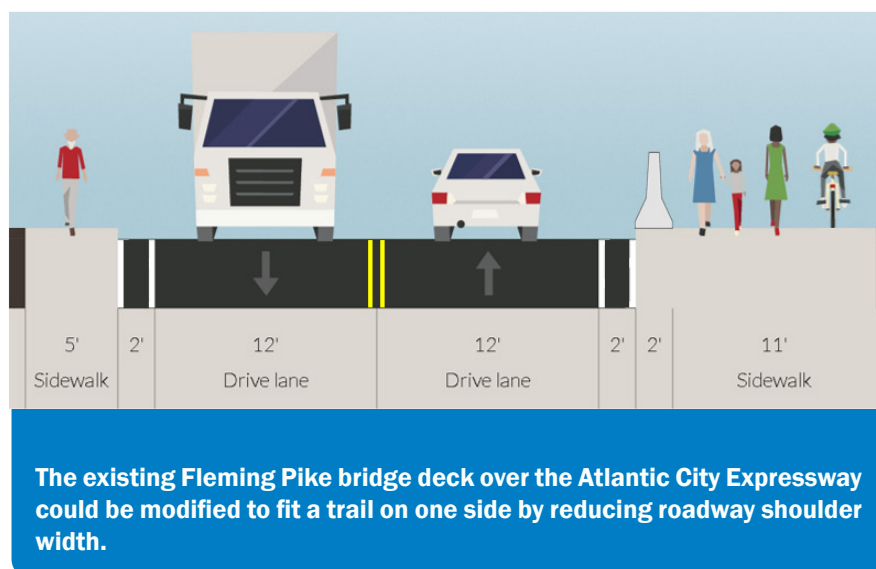 5' 2' 12' 12' 2' 2' 11'
Sidewalk Drive lane Drive lane Sidewalk
The existing Fleming Pike bridge deck over the Atlantic City Expressway
could be modified to fit a trail on one side by reducing roadway shoulder
width.